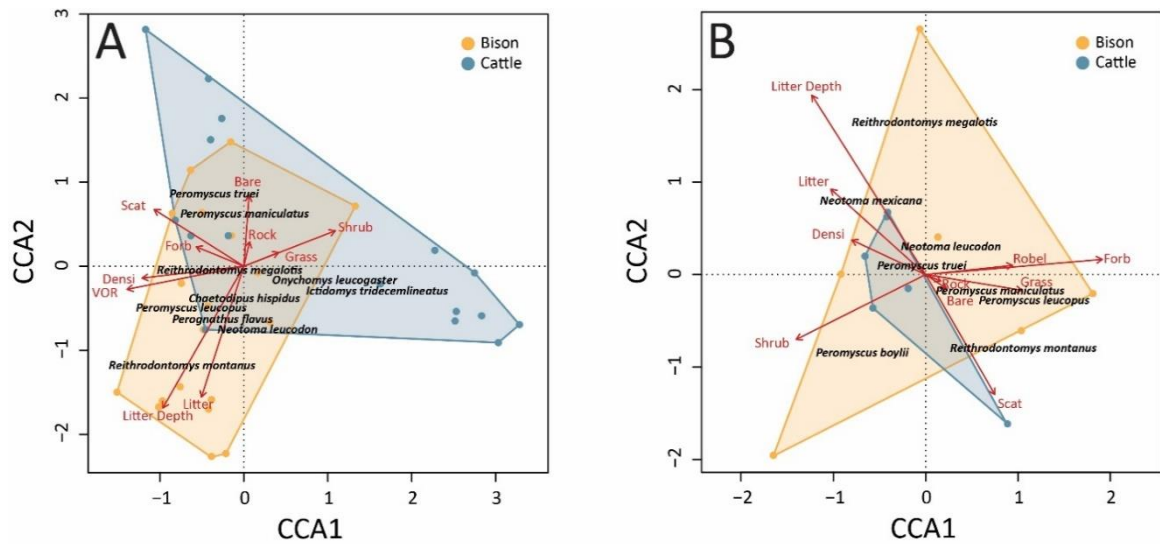 A
Bison
Cattle
CCA2
3
2
1
0
−1
−2
Bare
Peromyscus truei
Scat
Peromyscus maniculatus
Shrub
Rock
Forb
Grass
Reithrodontomys megalotis
Onychomys leucogaster
Densi
Ictidomys tridecemlineatus
VOR
Chaetodipus hispidus
Peromyscus leucopus
Perognathus flavus
Neotoma leucodon
Reithrodontomys montanus
Litter
Litter Depth
−1
0
1
2
3
CCA1
B
Bison
Cattle
CCA2
2
1
0
−1
−2
Litter Depth
Reithrodontomys megalotis
Litter
Neotoma mexicana
Densi
Neotoma leucodon
Robel
Forb
Peromyscus truei
Rock
Grass
Peromyscus maniculatus
Bare
Peromyscus leucopus
Shrub
Peromyscus boylii
Reithrodontomys montanus
Scat
−2
−1
0
1
2
CCA1